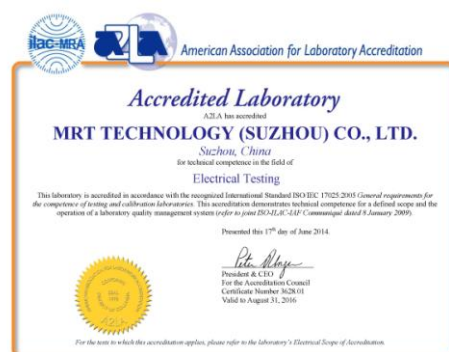 ilac-MRA
A2LA
American Association for Laboratory Accreditation
Accredited Laboratory
A2LA has accredited
MRT TECHNOLOGY (SUZHOU) CO., LTD.
Suzhou, China
for technical competence in the field of
Electrical Testing
This laboratory is accredited in accordance with the recognized International Standard ISO/IEC 17025:2005 General requirements for
the competence of testing and calibration laboratories. This accreditation demonstrates technical competence for a defined scope and the
operation of a laboratory quality management system (refer to joint ISO-ILAC-IAF Communiqué dated 8 January 2009).
Presented this 17th day of June 2014.
President & CEO
For the Accreditation Council
Certificate Number 3628.01
Valid to August 31, 2016
A2LA
For the tests to which this accreditation applies, please refer to the laboratory's Electrical Scope of Accreditation.